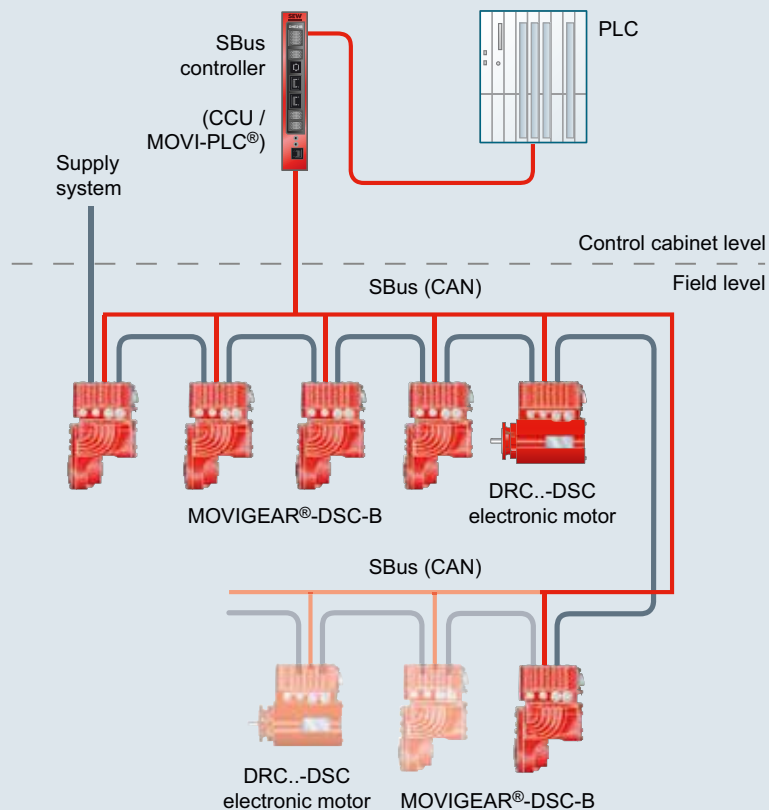 SEW
SBus
controller
(CCU /
MOVI-PLC®)
PLC
Supply
system
Control cabinet level
Field level
SBus (CAN)
MOVIGEAR®-DSC-B
DRC..-DSC
electronic motor
SBus (CAN)
DRC..-DSC
electronic motor
MOVIGEAR®-DSC-B